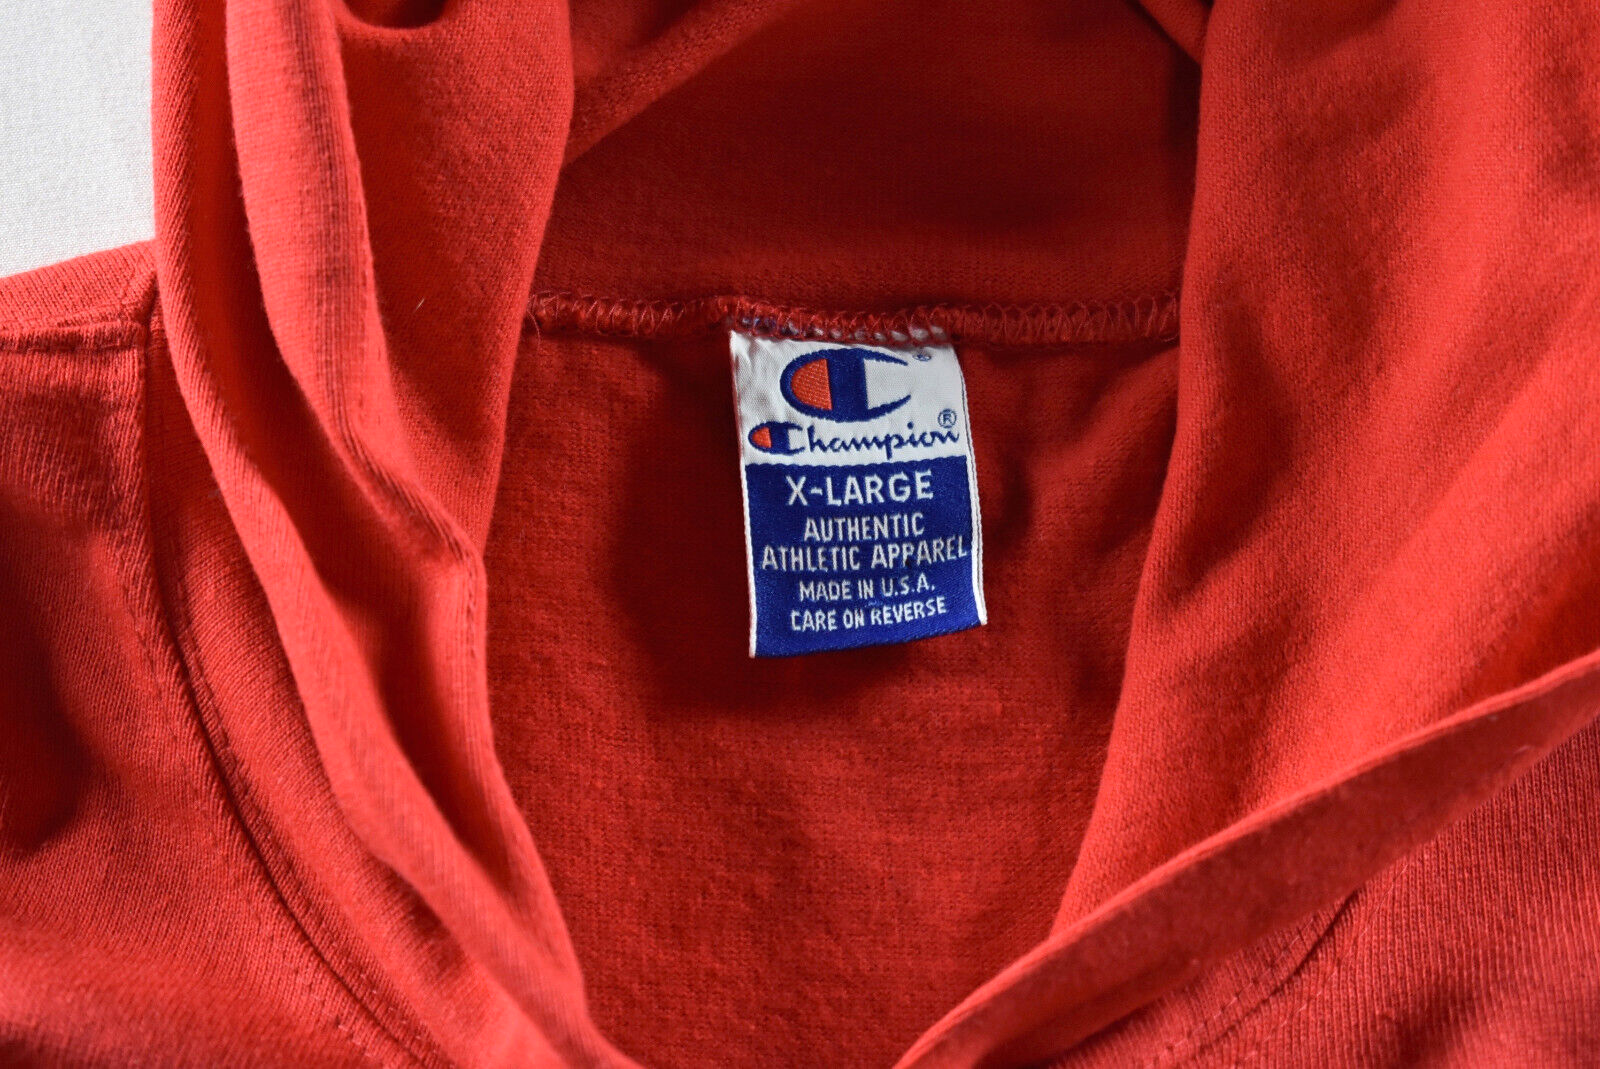 ®
Champion®
X-LARGE
AUTHENTIC
ATHLETIC APPAREL
MADE IN U.S.A.
CARE ON REVERSE